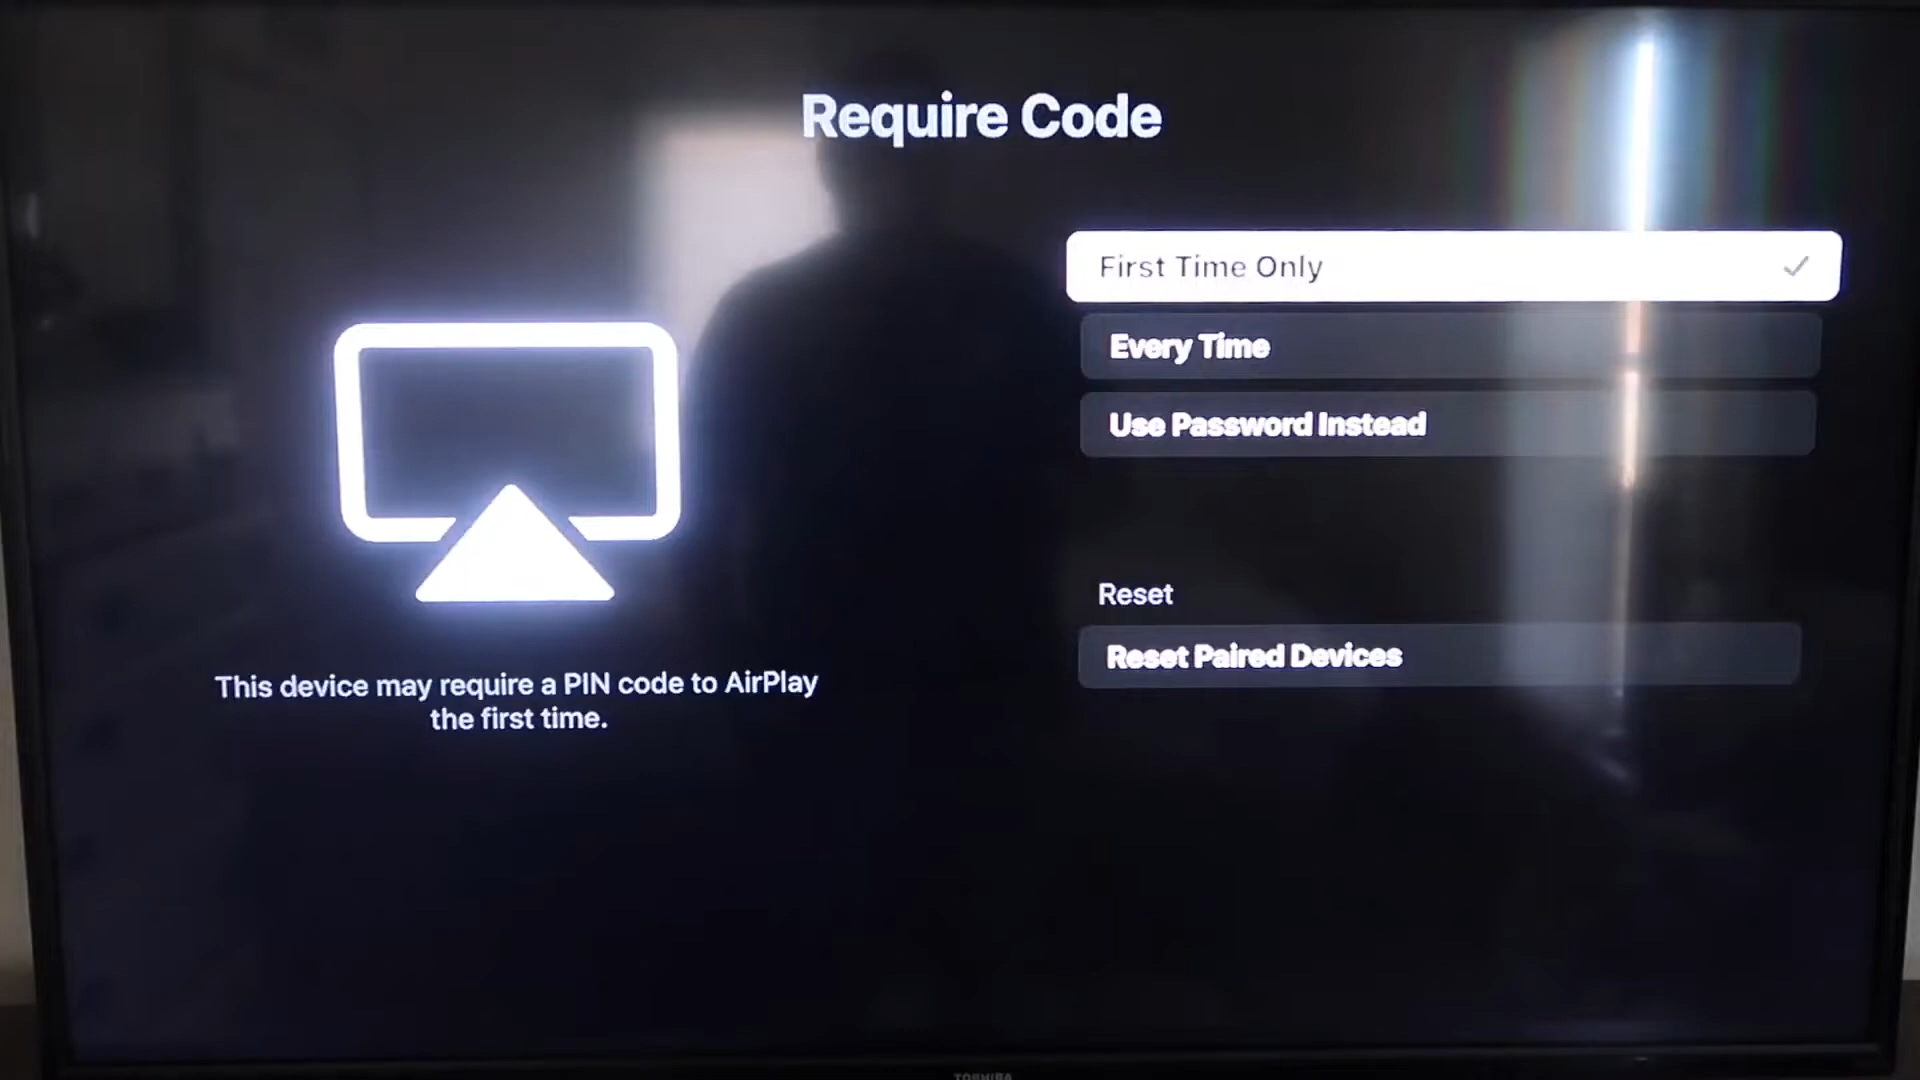 Require Code
First Time Only
Every Time
Use Password Instead
Reset
Reset Paired Devices
This device may require a PIN code to AirPlay
the first time.
TOSHIBA